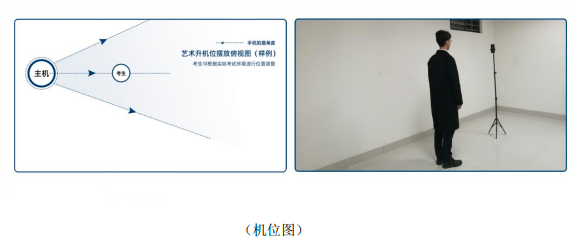 手机拍摄角度
艺术升机位摆放俯视图（样例）
考生可根据实际考试环境进行位置调整
主机
考生
（机位图）